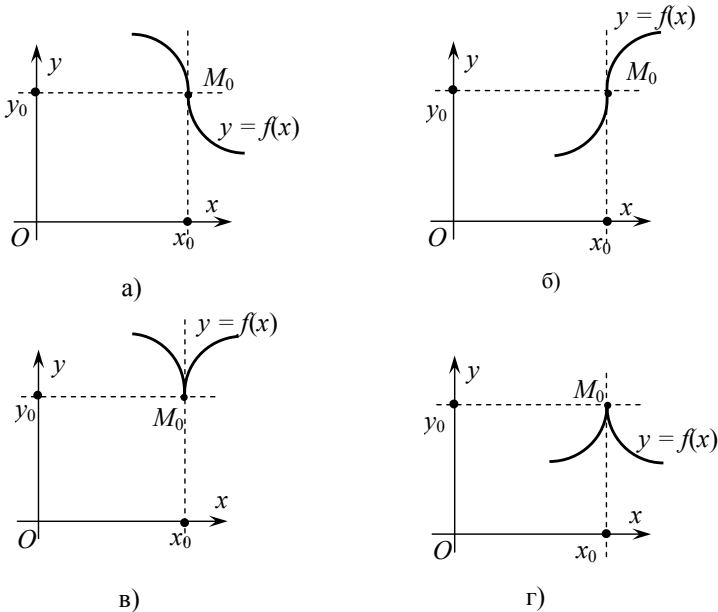 y
M₀
y₀
y = f(x)
x
O
x₀
а)
y = f(x)
y
M₀
y₀
x
O
x₀
б)
y = f(x)
y
y₀
M₀
x
O
x₀
в)
y
M₀
y₀
y = f(x)
x
O
x₀
г)